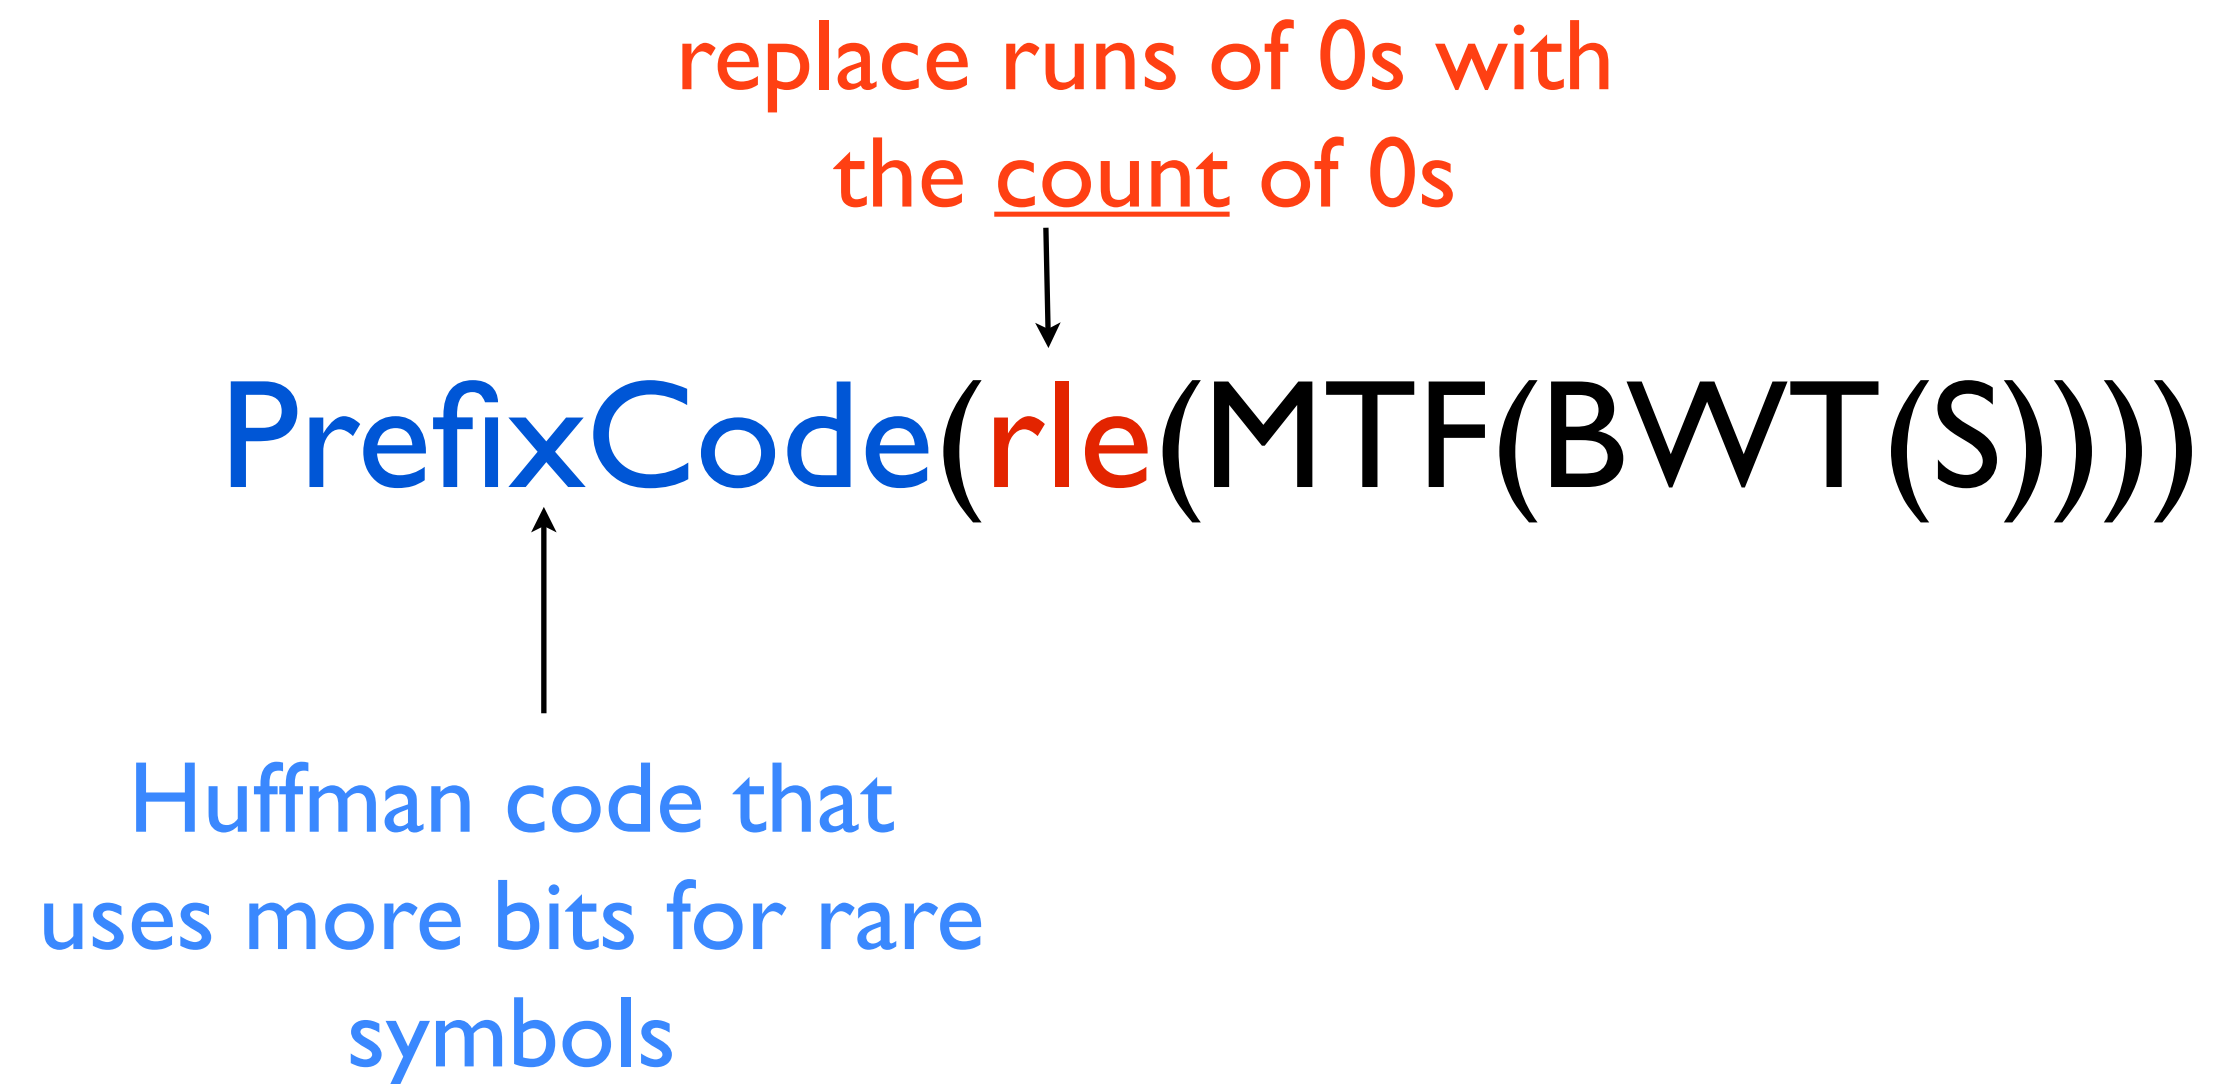 replace runs of 0s with
the count of 0s
PrefixCode(rle(MTF(BWT(S))))
Huffman code that
uses more bits for rare
symbols